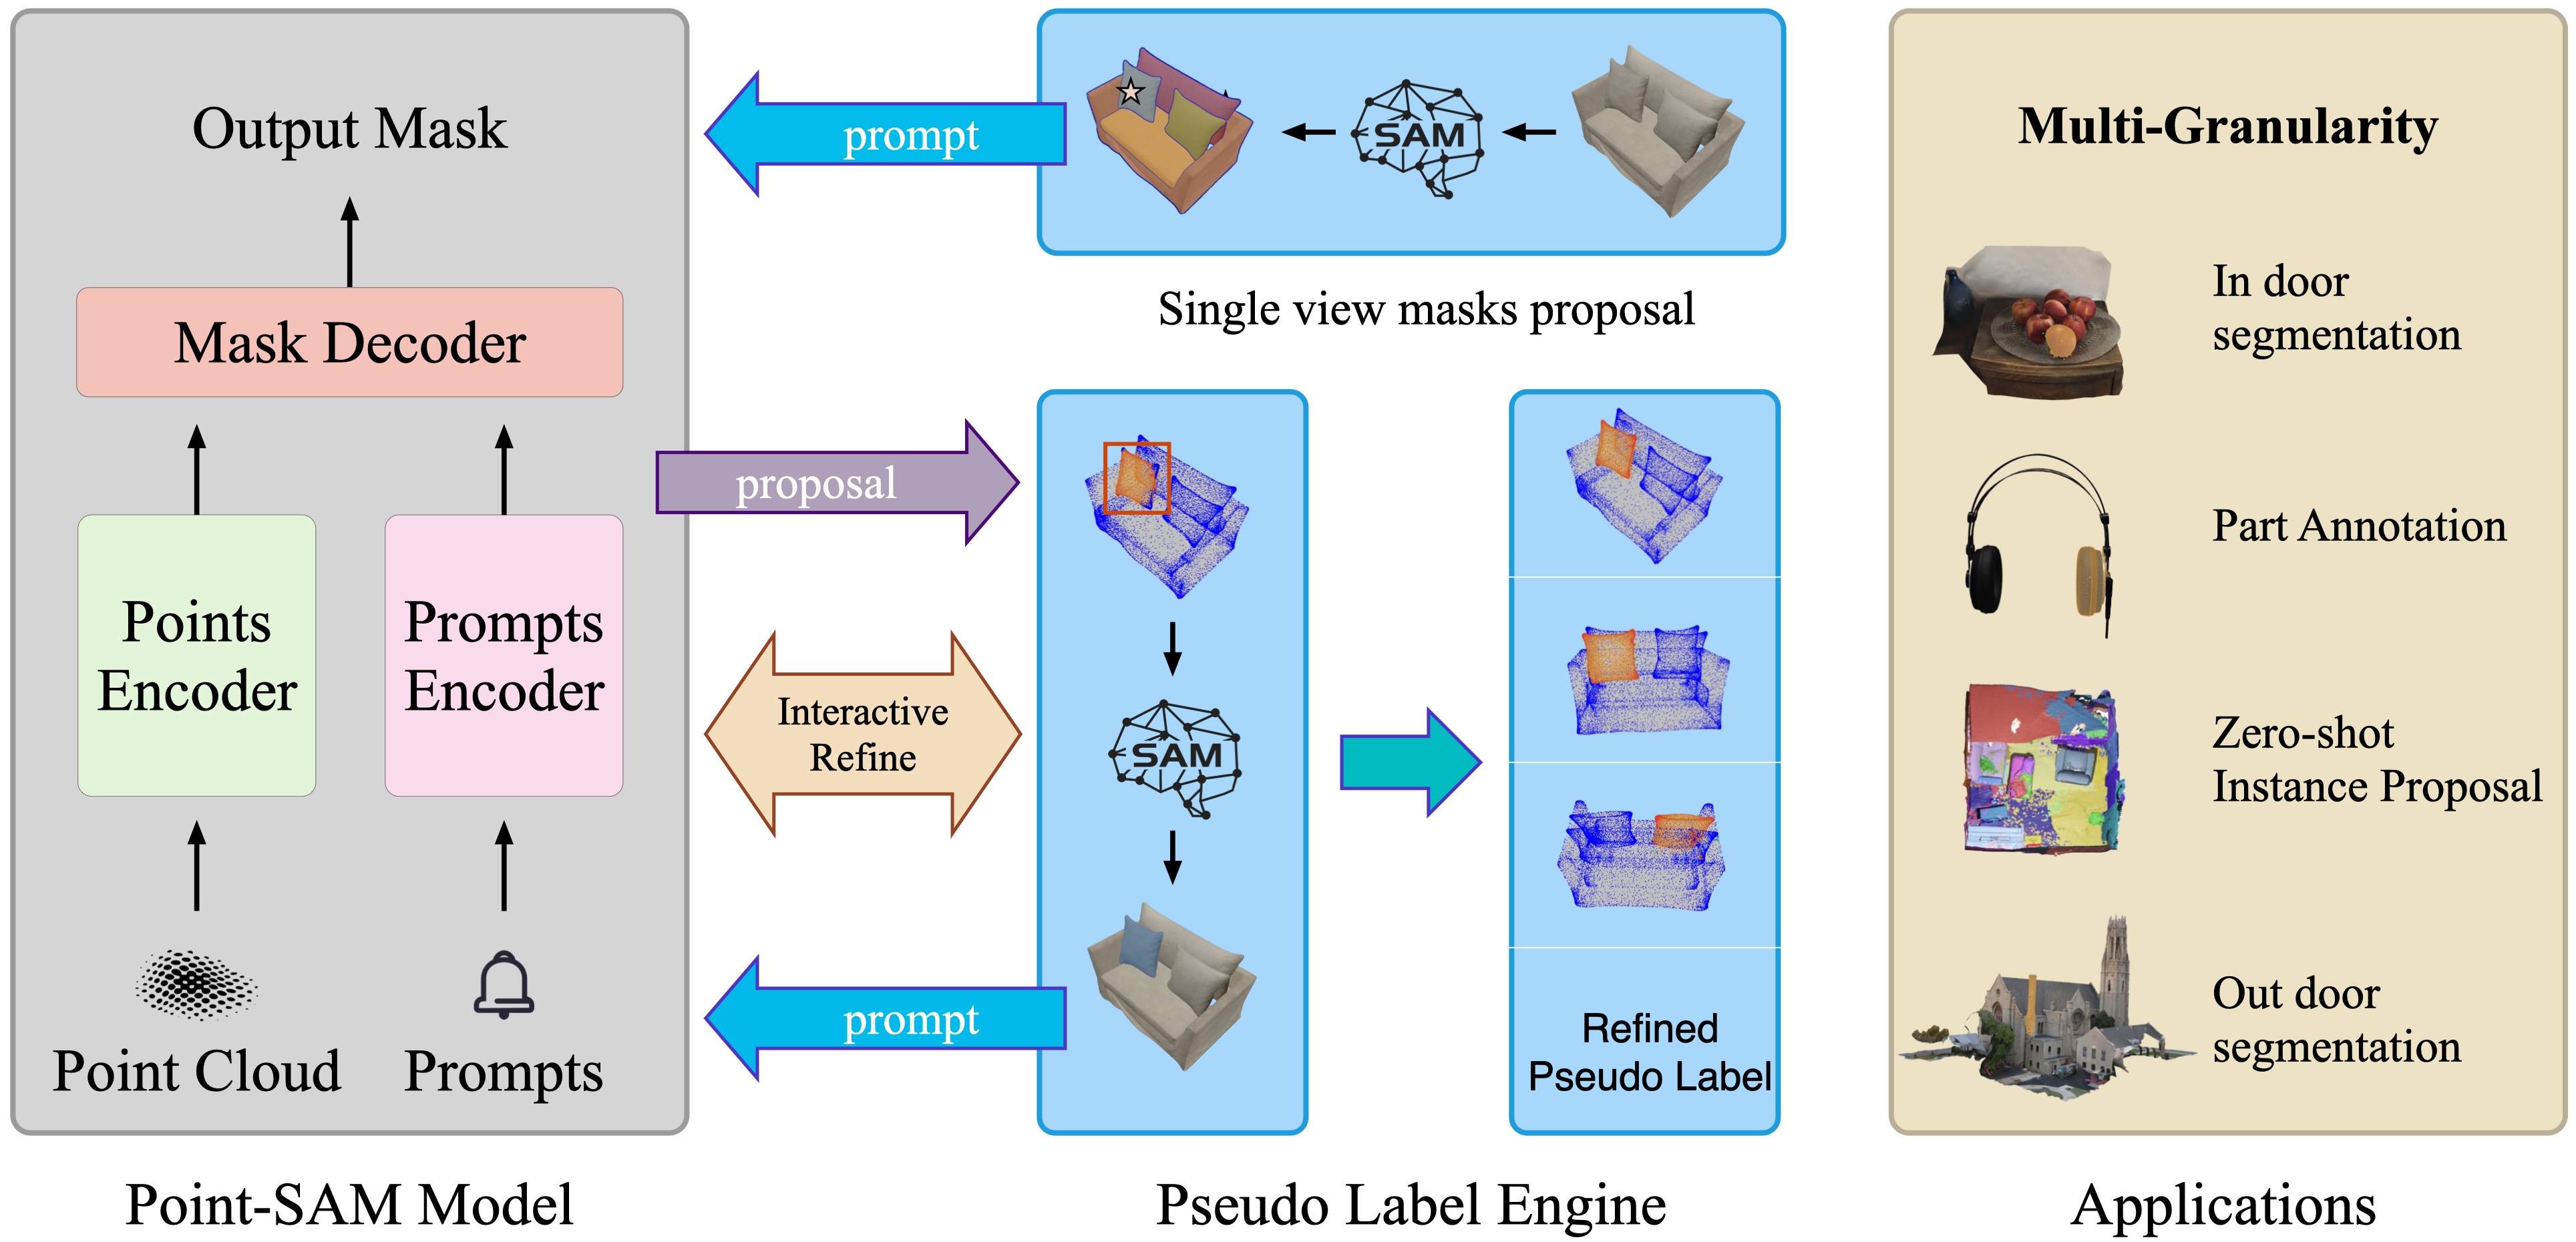 Output Mask
Mask Decoder
Points
Encoder
Prompts
Encoder
Point Cloud
Prompts
Point-SAM Model
prompt
SAM
Single view masks proposal
proposal
Interactive
Refine
SAM
prompt
Refined
Pseudo Label
Pseudo Label Engine
Multi-Granularity
In door
segmentation
Part Annotation
Zero-shot
Instance Proposal
Out door
segmentation
Applications